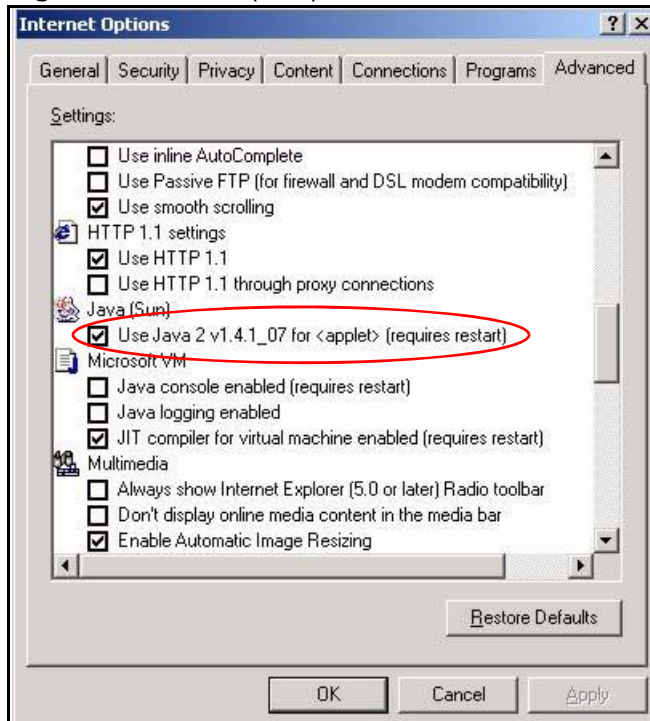 Internet Options
General Security Privacy Content Connections Programs Advanced
Settings:
Use inline AutoComplete
Use Passive FTP (for firewall and DSL modem compatibility)
Use smooth scrolling
HTTP 1.1 settings
Use HTTP 1.1
Use HTTP 1.1 through proxy connections
Java (Sun)
Use Java 2 v1.4.1_07 for <applet> (requires restart)
Microsoft VM
Java console enabled (requires restart)
Java logging enabled
JIT compiler for virtual machine enabled (requires restart)
Multimedia
Always show Internet Explorer (5.0 or later) Radio toolbar
Don't display online media content in the media bar
Enable Automatic Image Resizing
Restore Defaults
OK Cancel Apply